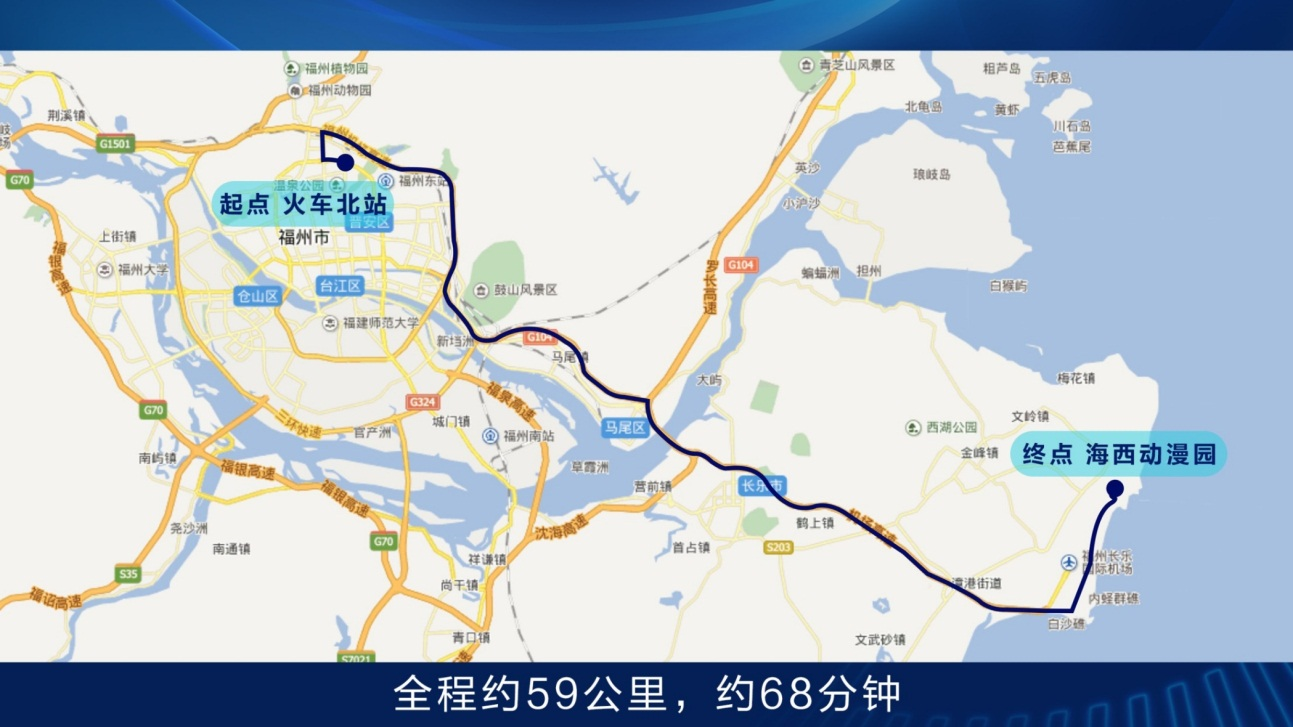 福州植物园
青芝山风景区
粗芦岛
五虎岛
福州动物园
荆溪镇
北龟岛
黄虾
川石岛
芭蕉尾
G1501
G70
英沙
琅岐岛
福州东站
温泉公园
小沪沙
起点 火车北站
晋安区
福州市
上街镇
福银高速
福州大学
罗长高速
G104
蝙蝠洲
担州
白猴屿
仓山区
台江区
鼓山风景区
福建师范大学
新垱洲
G104
马尾镇
大屿
梅花镇
G70
G324
福泉高速
城门镇
三环快速
官产洲
福州南站
马尾区
西湖公园
文岭镇
金峰镇
终点 海西动漫园
南屿镇
福银高速
草霞洲
营前镇
长乐市
福银高速
尧沙洲
沈海高速
鹤上镇
机场高速
G70
南通镇
首占镇
S203
祥谦镇
福州长乐
国际机场
S35
尚干镇
漳港街道
福诏高速
内蛏群礁
白沙礁
青口镇
文武砂镇
S7021
全程约59公里，约68分钟